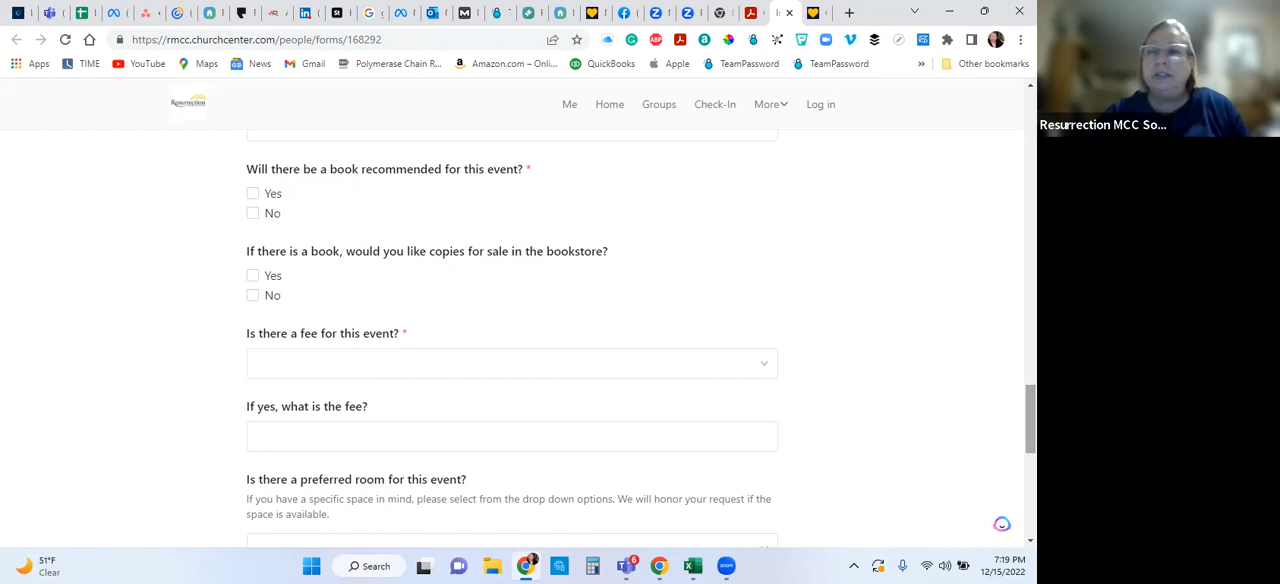 https://rmcc.churchcenter.com/people/forms/168292
Apps
TIME
YouTube
Maps
News
Gmail
Polymerase Chain R...
Amazon.com – Onli...
QuickBooks
Apple
TeamPassword
TeamPassword
»
Other bookmarks
Resurrection MCC So...
Resurrection
Me
Home
Groups
Check-In
More
Log in
Will there be a book recommended for this event? *
Yes
No
If there is a book, would you like copies for sale in the bookstore?
Yes
No
Is there a fee for this event? *
If yes, what is the fee?
Is there a preferred room for this event?
If you have a specific space in mind, please select from the drop down options. We will honor your request if the
space is available.
51°F
Clear
Search
6
zoom
7:19 PM
12/15/2022